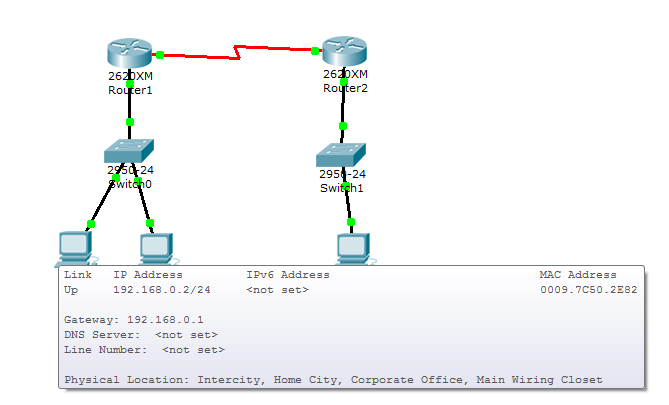 2620XM
Router1
2620XM
Router2
2950-24
Switch0
2950-24
Switch1
Link IP Address IPv6 Address MAC Address
Up 192.168.0.2/24 <not set> 0009.7C50.2E82
Gateway: 192.168.0.1
DNS Server: <not set>
Line Number: <not set>
Physical Location: Intercity, Home City, Corporate Office, Main Wiring Closet